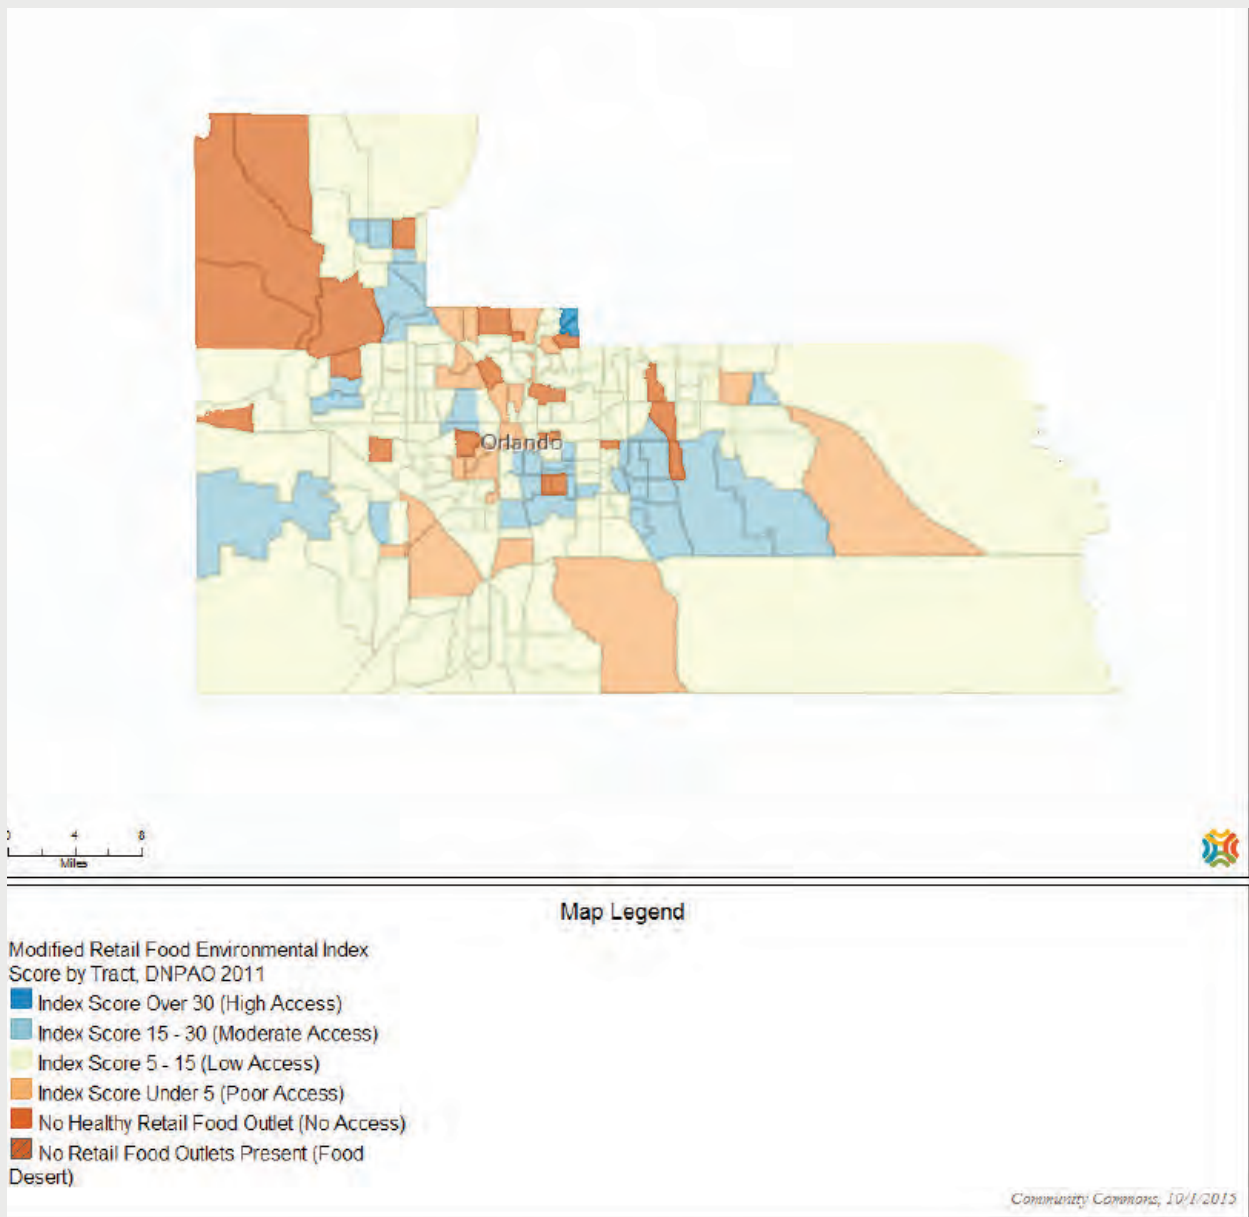 Orlando
0 4 8
Miles
Map Legend
Modified Retail Food Environmental Index
Score by Tract, DNPAO 2011
Index Score Over 30 (High Access)
Index Score 15 - 30 (Moderate Access)
Index Score 5 - 15 (Low Access)
Index Score Under 5 (Poor Access)
No Healthy Retail Food Outlet (No Access)
No Retail Food Outlets Present (Food
Desert)
Community Commons, 10/1/2015